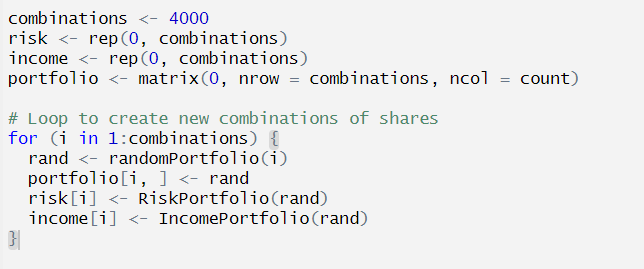 combinations <- 4000
risk <- rep(0, combinations)
income <- rep(0, combinations)
portfolio <- matrix(0, nrow = combinations, ncol = count)

# Loop to create new combinations of shares
for (i in 1:combinations) {
  rand <- randomPortfolio(i)
  portfolio[i, ] <- rand
  risk[i] <- RiskPortfolio(rand)
  income[i] <- IncomePortfolio(rand)
}